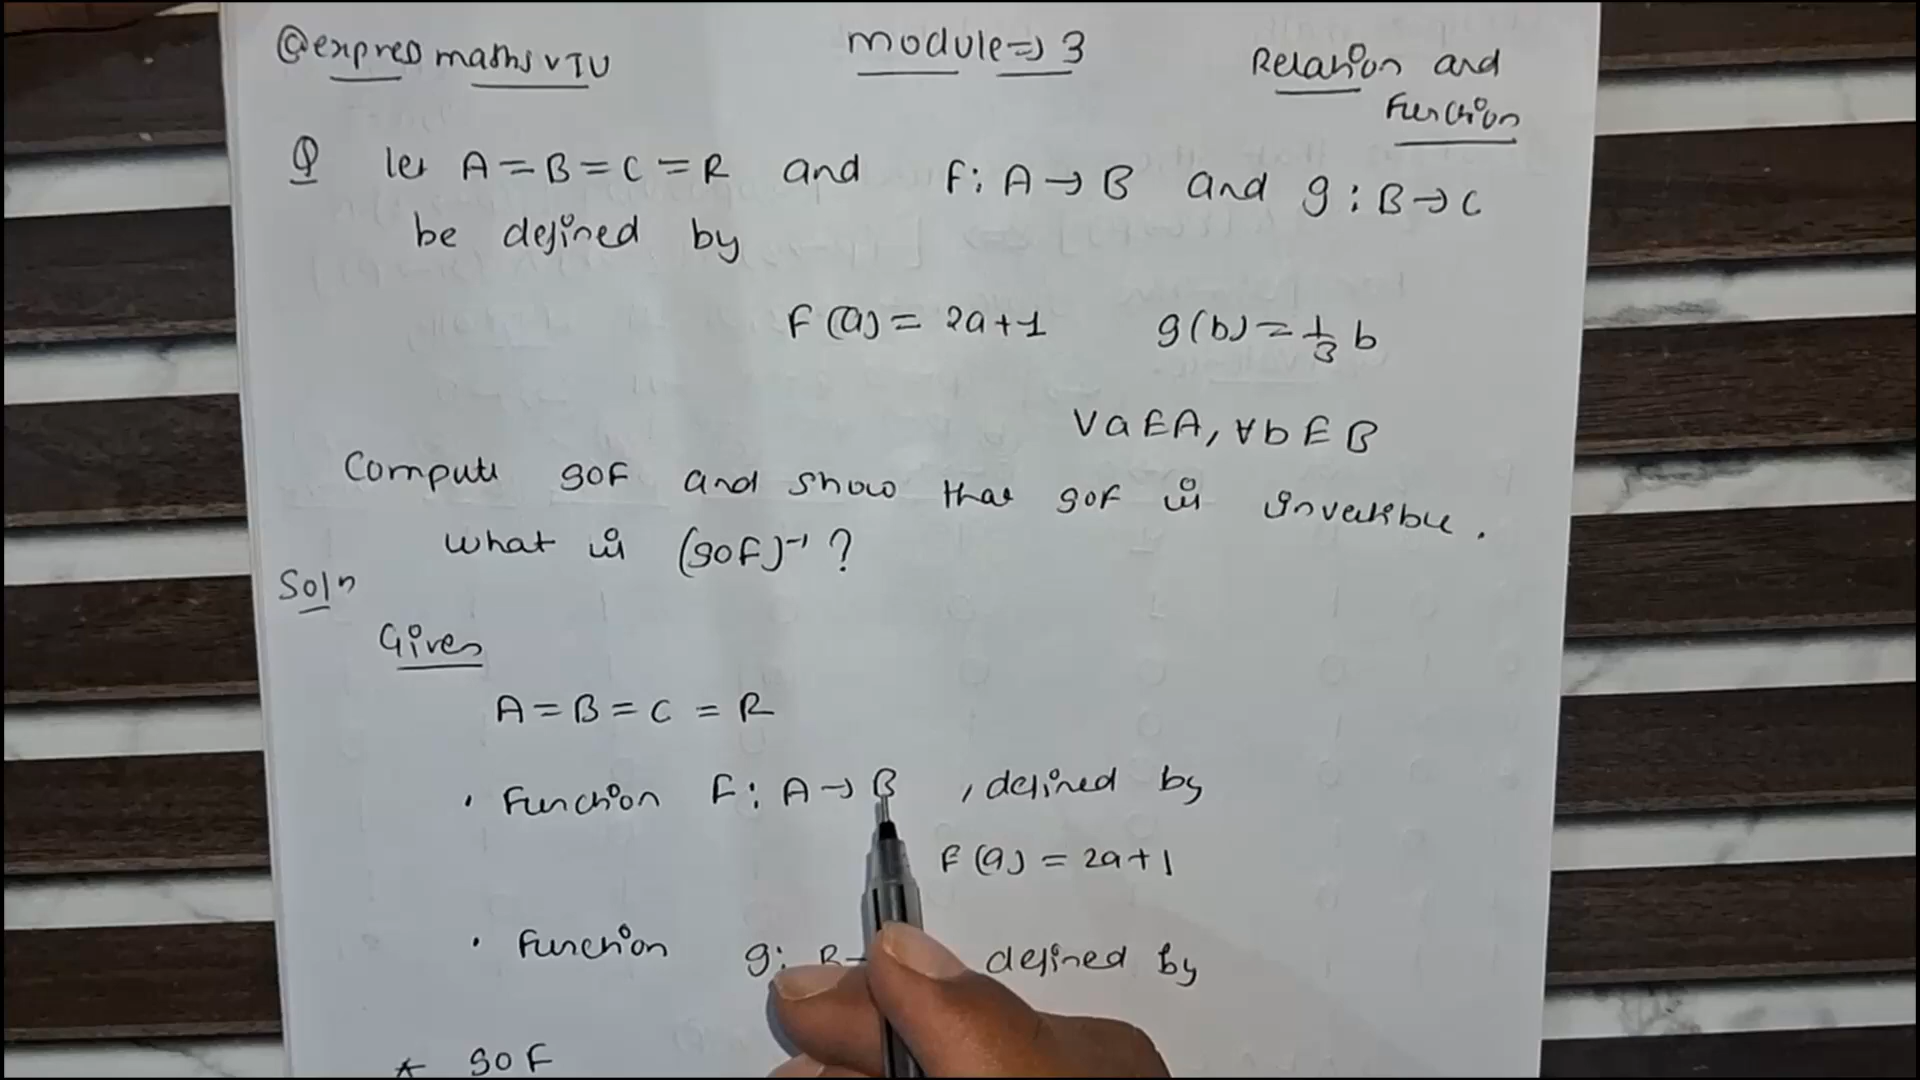 @expres maths vTU
module⇒3
Relation and
Function
Q let A=B=C=R and f: A→B and g: B→C
be defined by
F(a) = 2a+1 g(b) = 1/3 b
∀a∈A, ∀b∈B
Compute gof and show that gof is invertible.
what is (gof)⁻¹ ?
Soln
Given
A=B=C=R
· Function F: A→B , defined by
F(a) = 2a+1
· Function g: B→ defined by
* gof